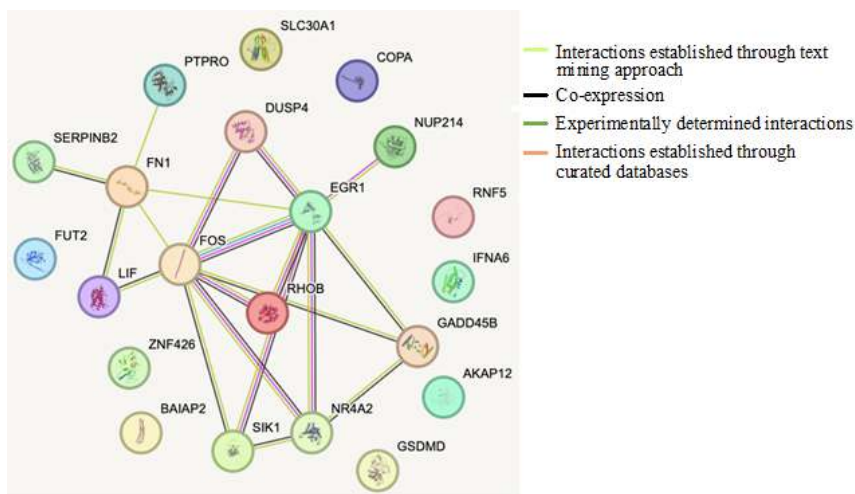 SLC30A1
COPA
PTPRO
DUSP4
NUP214
SERPINB2
FN1
EGR1
RNF5
FUT2
FOS
IFNA6
LIF
RHOB
GADD45B
ZNF426
AKAP12
BAIAP2
SIK1
NR4A2
GSDMD
Interactions established through text
mining approach
Co-expression
Experimentally determined interactions
Interactions established through
curated databases